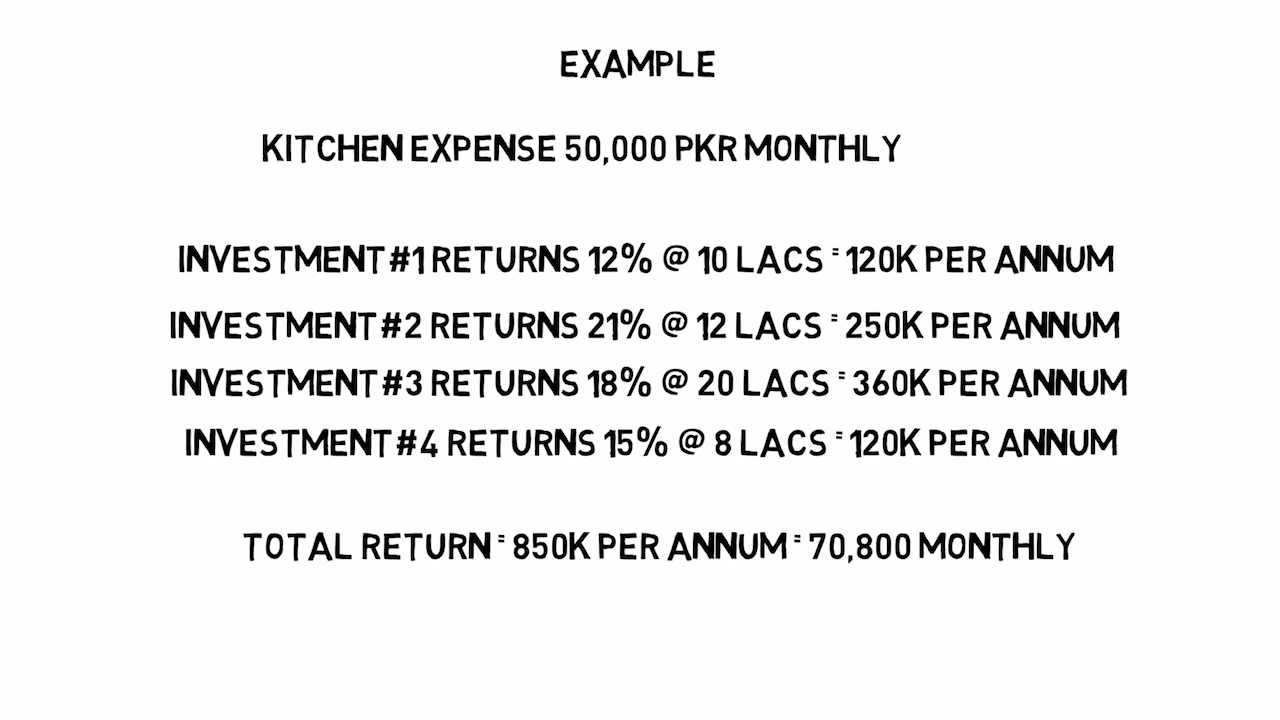 EXAMPLE
KITCHEN EXPENSE 50,000 PKR MONTHLY
INVESTMENT #1 RETURNS 12% @ 10 LACS = 120K PER ANNUM
INVESTMENT #2 RETURNS 21% @ 12 LACS = 250K PER ANNUM
INVESTMENT #3 RETURNS 18% @ 20 LACS = 360K PER ANNUM
INVESTMENT #4 RETURNS 15% @ 8 LACS = 120K PER ANNUM
TOTAL RETURN = 850K PER ANNUM = 70,800 MONTHLY